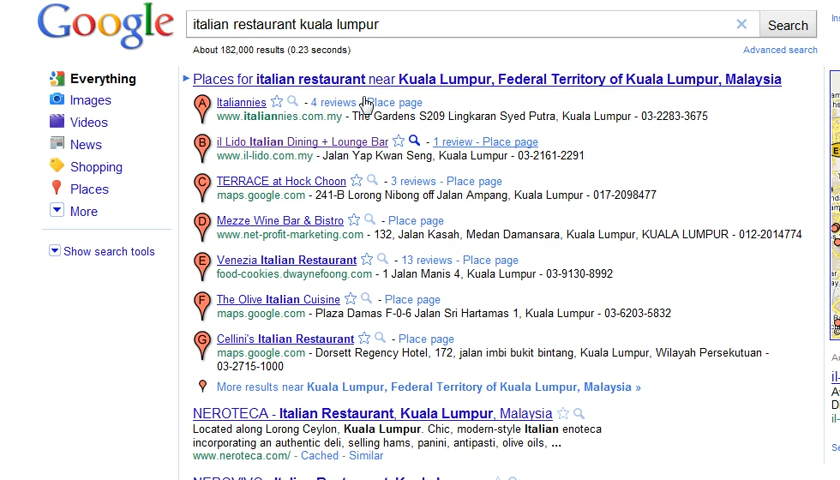 Google
italian restaurant kuala lumpur
Search
About 182,000 results (0.23 seconds)
Advanced search
Everything
Images
Videos
News
Shopping
Places
More
Show search tools
Places for italian restaurant near Kuala Lumpur, Federal Territory of Kuala Lumpur, Malaysia
A Italiannies - 4 reviews - Place page
www.italiannies.com.my - The Gardens S209 Lingkaran Syed Putra, Kuala Lumpur - 03-2283-3675
B il Lido Italian Dining + Lounge Bar - 1 review - Place page
www.il-lido.com.my - Jalan Yap Kwan Seng, Kuala Lumpur - 03-2161-2291
C TERRACE at Hock Choon - 3 reviews - Place page
maps.google.com - 241-B Lorong Nibong off Jalan Ampang, Kuala Lumpur - 017-2098477
D Mezze Wine Bar & Bistro - Place page
www.net-profit-marketing.com - 132, Jalan Kasah, Medan Damansara, Kuala Lumpur, KUALA LUMPUR - 012-2014774
E Venezia Italian Restaurant - 13 reviews - Place page
food-cookies.dwaynefoong.com - 1 Jalan Manis 4, Kuala Lumpur - 03-9130-8992
F The Olive Italian Cuisine - Place page
maps.google.com - Plaza Damas F-0-6 Jalan Sri Hartamas 1, Kuala Lumpur - 03-6203-5832
G Cellini's Italian Restaurant - Place page
maps.google.com - Dorsett Regency Hotel, 172, jalan imbi bukit bintang, Kuala Lumpur, Wilayah Persekutuan -
03-2715-1000
More results near Kuala Lumpur, Federal Territory of Kuala Lumpur, Malaysia »
NEROTECA - Italian Restaurant, Kuala Lumpur, Malaysia
Located along Lorong Ceylon, Kuala Lumpur. Chic, modern-style Italian enoteca
incorporating an authentic deli, selling hams, panini, antipasti, olive oils, ...
www.neroteca.com/ - Cached - Similar